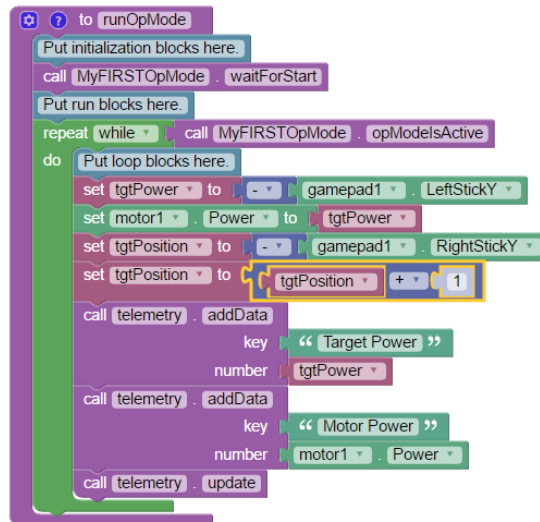 to runOpMode
Put initialization blocks here.
call MyFIRSTOpMode . waitForStart
Put run blocks here.
repeat while call MyFIRSTOpMode . opModeIsActive
do Put loop blocks here.
set tgtPower to - gamepad1 . LeftStickY
set motor1 . Power to tgtPower
set tgtPosition to - gamepad1 . RightStickY
set tgtPosition to tgtPosition + 1
call telemetry . addData
key “ Target Power ”
number tgtPower
call telemetry . addData
key “ Motor Power ”
number motor1 . Power
call telemetry . update